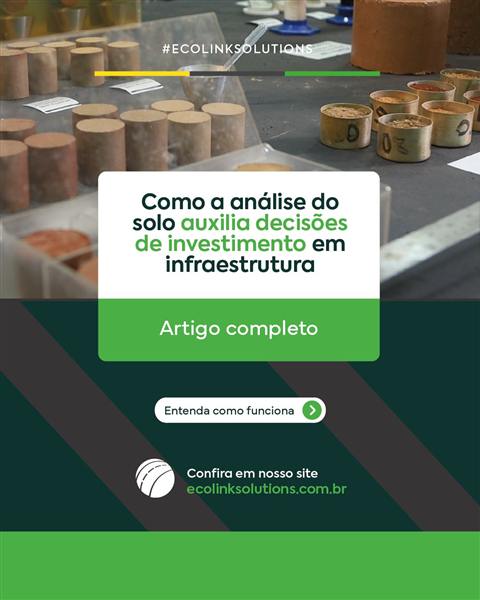 #ECOLINKSOLUTIONS
Como a análise do
solo auxilia decisões
de investimento em
infraestrutura
Artigo completo
Entenda como funciona
Confira em nosso site
ecolinksolutions.com.br